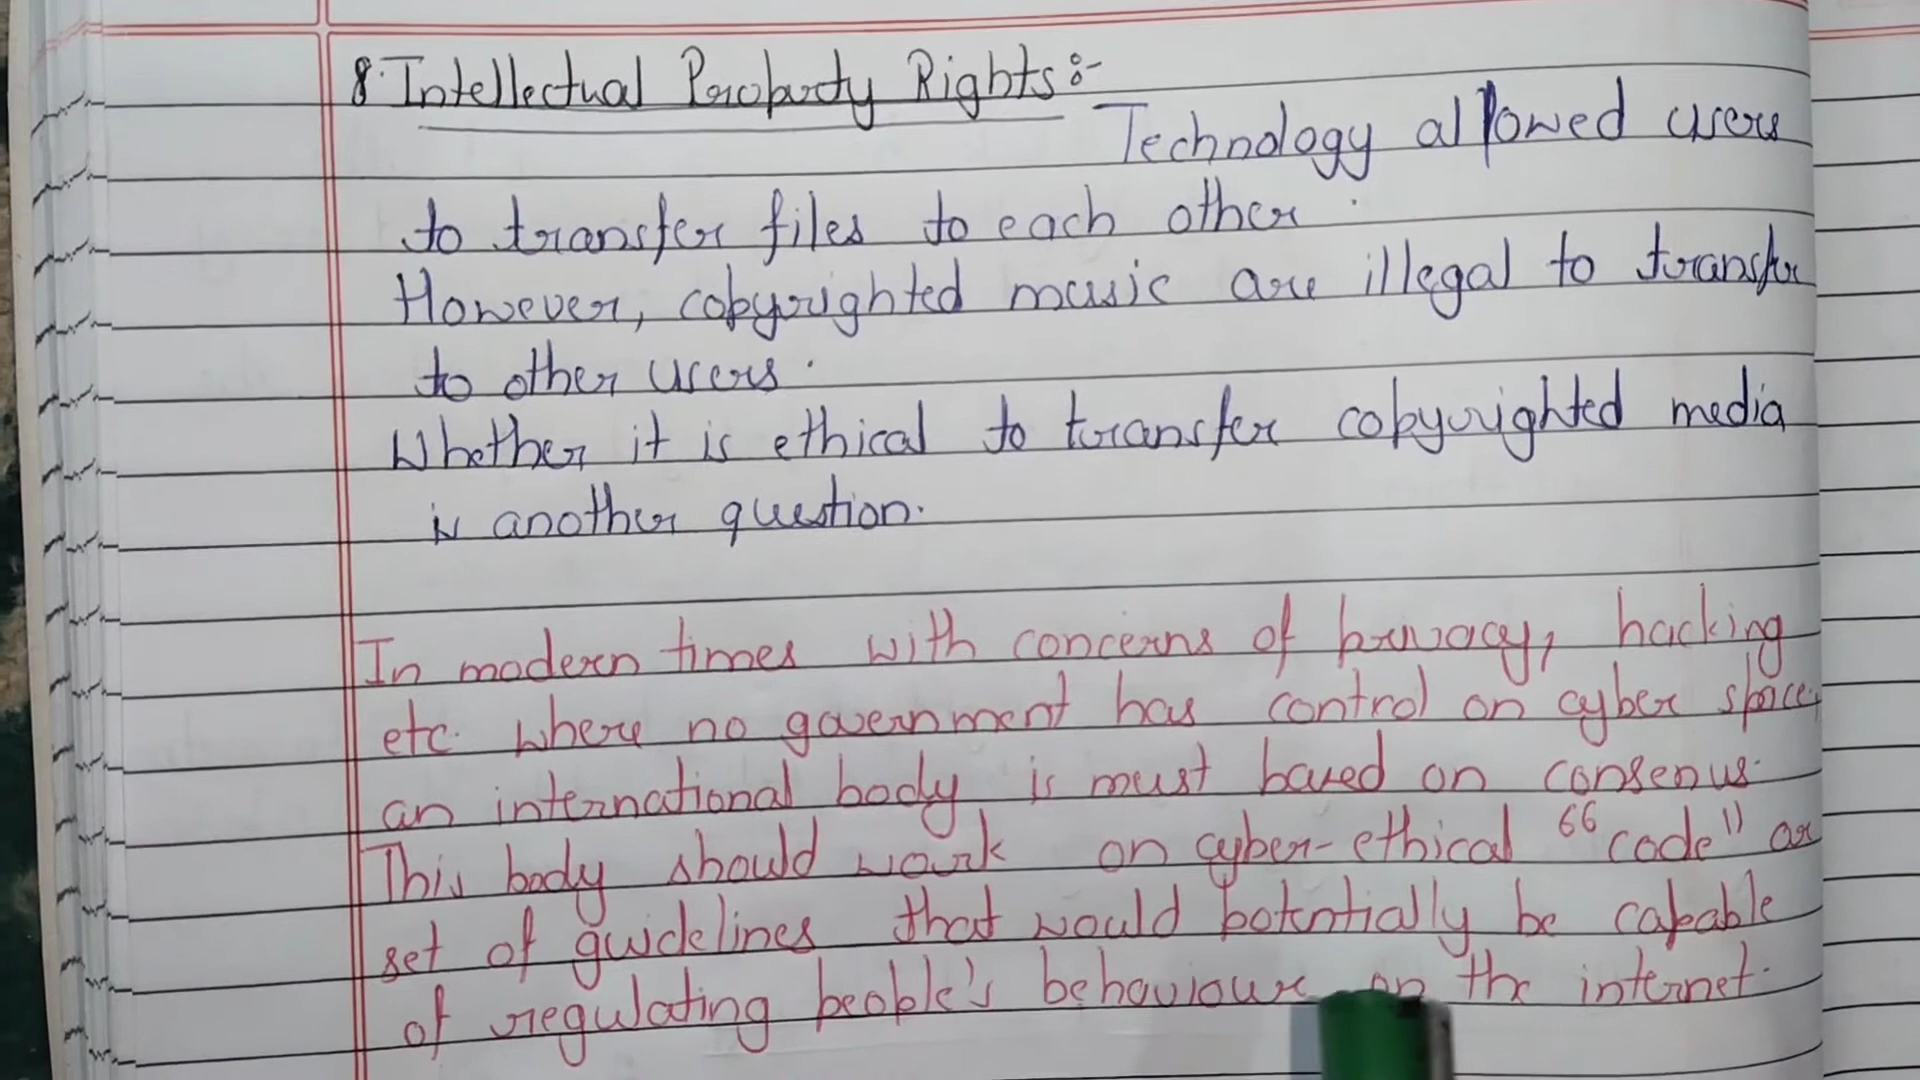 8. Intellectual Property Rights:-
Technology allowed users
to transfer files to each other.
However, copyrighted music are illegal to transfer
to other users.
Whether it is ethical to transfer copyrighted media
is another question.
In modern times with concerns of privacy, hacking
etc. where no government has control on cyber space,
an international body is must based on consenus.
This body should work on cyber-ethical "code" or
set of guidelines that would potentially be capable
of regulating people's behaviour on the internet.